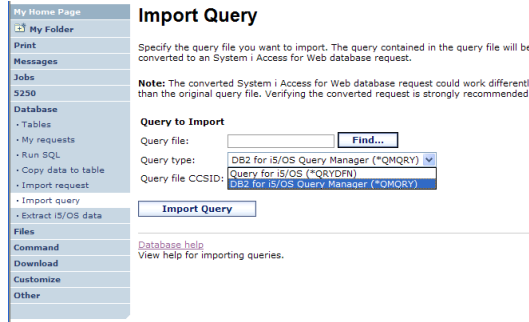 My Home Page
My Folder
Print
Messages
Jobs
5250
Database
• Tables
• My requests
• Run SQL
• Copy data to table
• Import request
• Import query
• Extract i5/OS data
Files
Command
Download
Customize
Other
Import Query
Specify the query file you want to import. The query contained in the query file will be
converted to an System i Access for Web database request.
Note: The converted System i Access for Web database request could work differentl
than the original query file. Verifying the converted request is strongly recommended
Query to Import
Query file: Find...
Query type: DB2 for i5/OS Query Manager (*QMQRY)
Query for i5/OS (*QRYDFN)
Query file CCSID: DB2 for i5/OS Query Manager (*QMQRY)
Import Query
Database help
View help for importing queries.